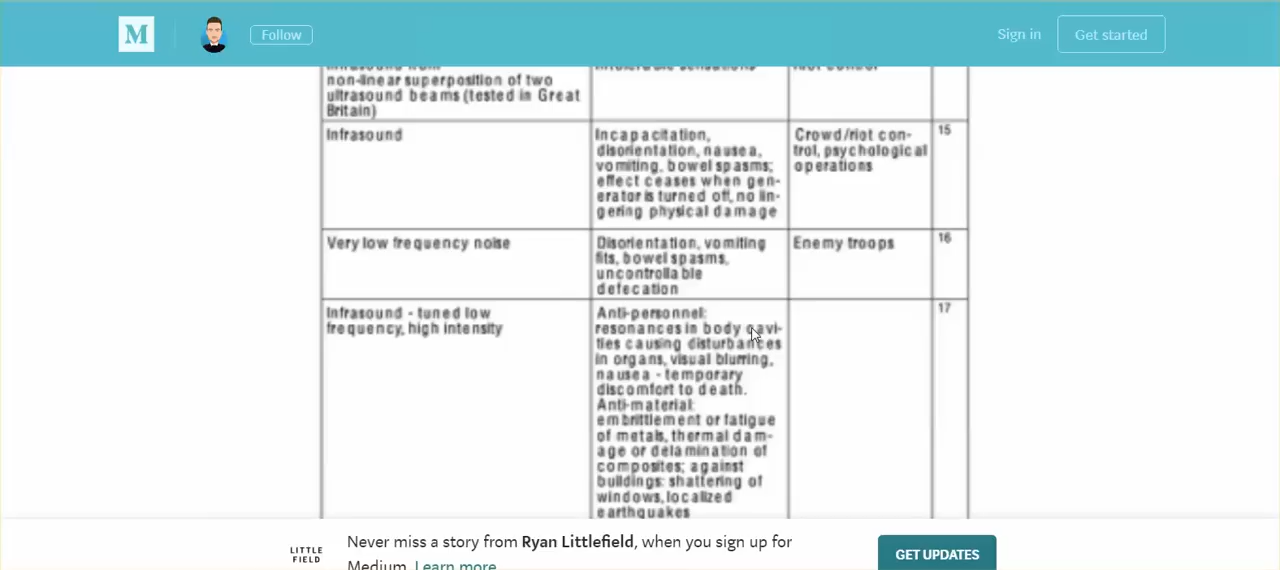 M
Follow
Sign in
Get started
non-linear superposition of two
ultrasound beams (tested in Great
Britain)
intolerable sensations
riot control
Infrasound
Incapacitation,
disorientation, nausea,
vomiting, bowel spasms;
effect ceases when gen-
erator is turned off, no lin-
gering physical damage
Crowd/riot con-
trol, psychological
operations
15
Very low frequency noise
Disorientation, vomiting
fits, bowel spasms,
uncontrollable
defecation
Enemy troops
16
Infrasound - tuned low
frequency, high intensity
Anti-personnel:
resonances in body cavi-
ties causing disturbances
in organs, visual blurring,
nausea - temporary
discomfort to death.
Anti-material:
embrittlement or fatigue
of metals, thermal dam-
age or delamination of
composites; against
buildings: shattering of
windows, localized
earthquakes
17
LITTLE
FIELD
Never miss a story from Ryan Littlefield, when you sign up for
Medium. Learn more
GET UPDATES